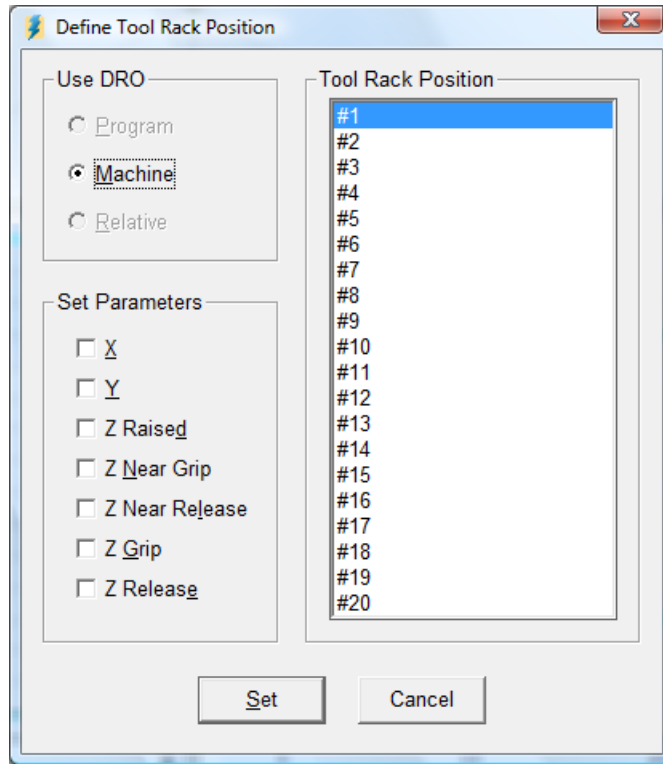 Define Tool Rack Position
Use DRO
Program
Machine
Relative
Set Parameters
X
Y
Z Raised
Z Near Grip
Z Near Release
Z Grip
Z Release
Tool Rack Position
#1
#2
#3
#4
#5
#6
#7
#8
#9
#10
#11
#12
#13
#14
#15
#16
#17
#18
#19
#20
Set
Cancel